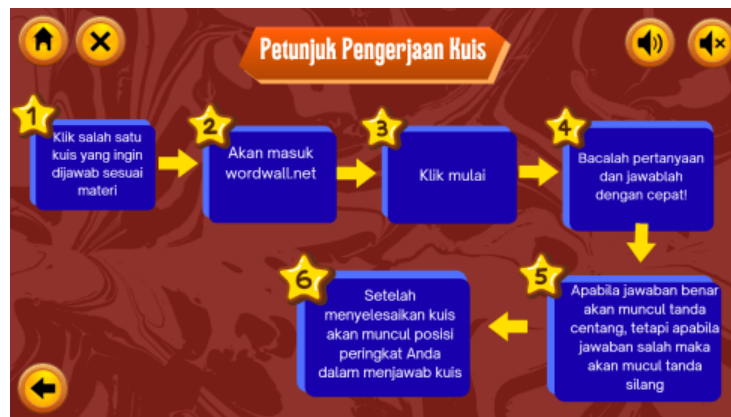 Petunjuk Pengerjaan Kuis
1
Klik salah satu
kuis yang ingin
dijawab sesuai
materi
2
Akan masuk
wordwall.net
3
Klik mulai
4
Bacalah pertanyaan
dan jawablah
dengan cepat!
5
Apabila jawaban benar
akan muncul tanda
centang, tetapi apabila
jawaban salah maka
akan mucul tanda
silang
6
Setelah
menyelesaikan kuis
akan muncul posisi
peringkat Anda
dalam menjawab kuis